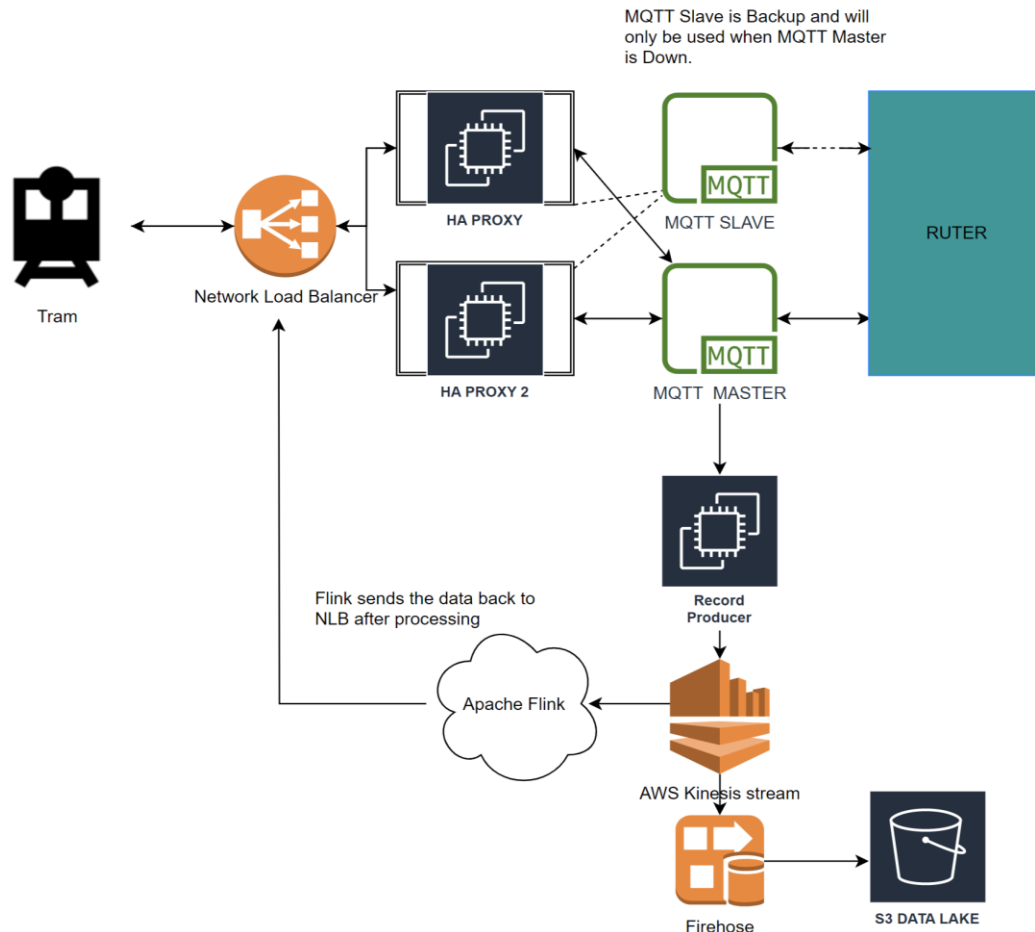 MQTT Slave is Backup and will
only be used when MQTT Master
is Down.
MQTT
HA PROXY
MQTT SLAVE
RUTER
Network Load Balancer
Tram
MQTT
HA PROXY 2
MQTT MASTER
Record
Producer
Flink sends the data back to
NLB after processing
Apache Flink
AWS Kinesis stream
Firehose
S3 DATA LAKE